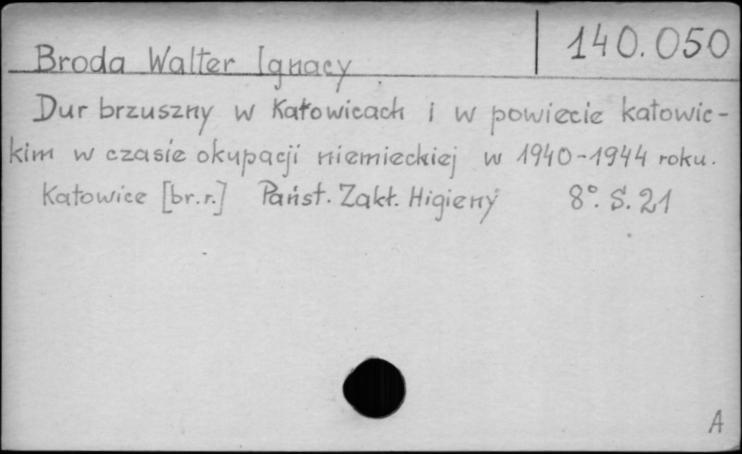 140.050
Broda Walter Ignacy
Dur brzuszny w Katowicach i w powiecie katowic-
kim w czasie okupacji niemieckiej w 1940-1944 roku.
Katowice [br.r.] Państ. Zakł. Higieny 8°. S. 21
A